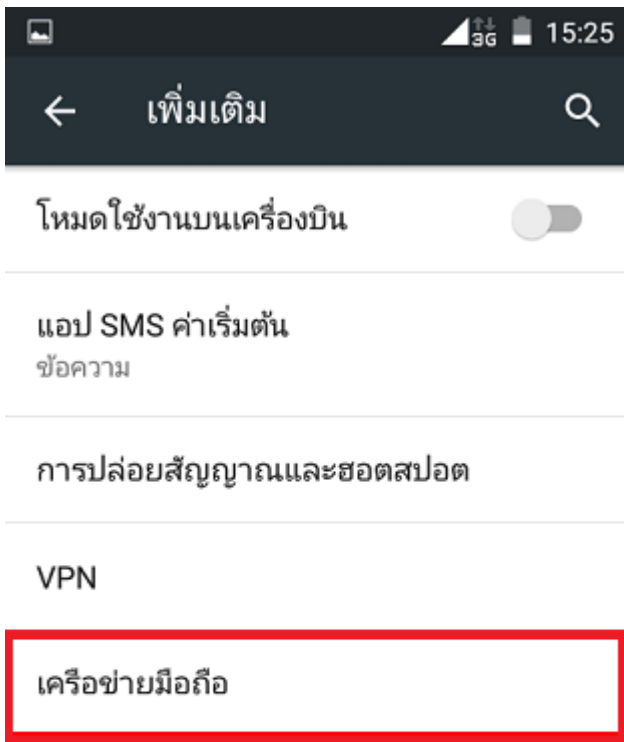 3G 15:25
เพิ่มเติม
โหมดใช้งานบนเครื่องบิน
แอป SMS ค่าเริ่มต้น
ข้อความ
การปล่อยสัญญาณและฮอตสปอต
VPN
เครือข่ายมือถือ